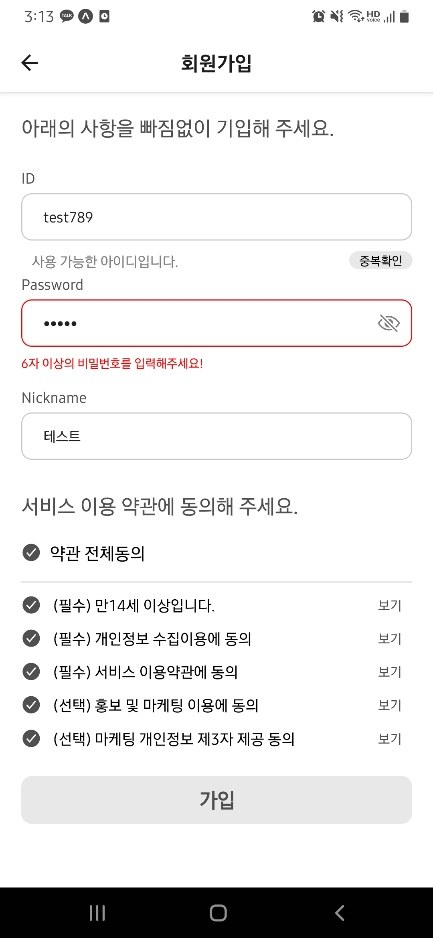 3:13
HD
회원가입
아래의 사항을 빠짐없이 기입해 주세요.
ID
test789
사용 가능한 아이디입니다. 중복확인
Password
•••••
6자 이상의 비밀번호를 입력해주세요!
Nickname
테스트
서비스 이용 약관에 동의해 주세요.
약관 전체동의
(필수) 만14세 이상입니다. 보기
(필수) 개인정보 수집이용에 동의 보기
(필수) 서비스 이용약관에 동의 보기
(선택) 홍보 및 마케팅 이용에 동의 보기
(선택) 마케팅 개인정보 제3자 제공 동의 보기
가입